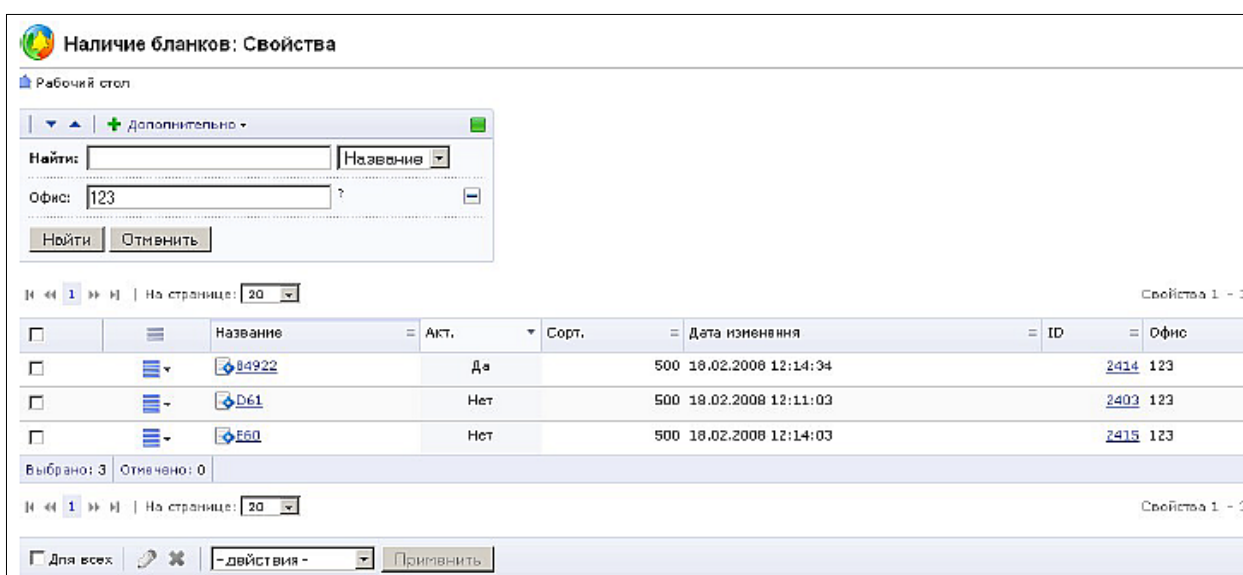 Наличие бланков: Свойства
Рабочий стол
Дополнительно
Найти: Название
Офис: 123 ?
Найти Отменить
1 | На странице: 20 Свойства 1 -
Название Акт. Сорт. Дата изменения ID Офис
84922 Да 500 18.02.2008 12:14:34 2414 123
D61 Нет 500 18.02.2008 12:11:03 2403 123
E60 Нет 500 18.02.2008 12:14:03 2415 123
Выбрано: 3 Отмечено: 0
1 | На странице: 20 Свойства 1 -
Для всех - действия - Применить